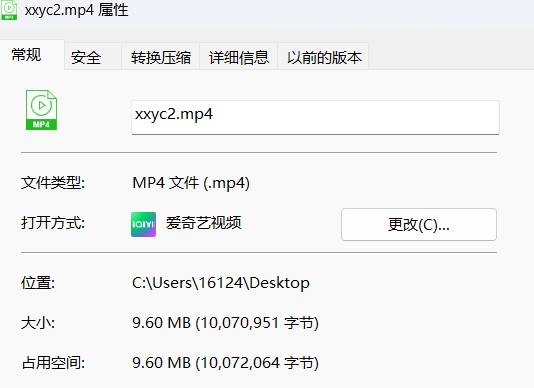 xxyc2.mp4 属性
常规 安全 转换压缩 详细信息 以前的版本
MP4 xxyc2.mp4
文件类型: MP4 文件 (.mp4)
打开方式: iQIYI 爱奇艺视频 更改(C)...
位置: C:\Users\16124\Desktop
大小: 9.60 MB (10,070,951 字节)
占用空间: 9.60 MB (10,072,064 字节)